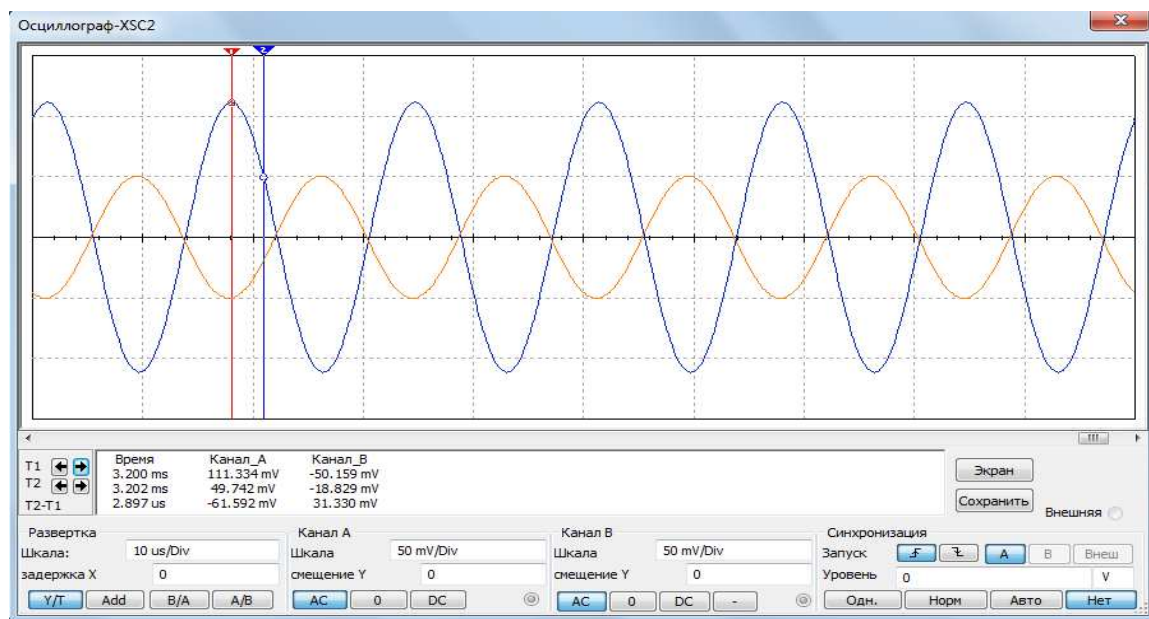 Осциллограф-XSC2
x
1 2
Время Канал_A Канал_B
T1 3.200 ms 111.334 mV -50.159 mV
T2 3.202 ms 49.742 mV -18.829 mV
T2-T1 2.897 us -61.592 mV 31.330 mV
Экран
Сохранить
Внешняя
Развертка
Шкала: 10 us/Div
задержка X 0
Y/T Add B/A A/B
Канал A
Шкала 50 mV/Div
смещение Y 0
AC 0 DC
Канал B
Шкала 50 mV/Div
смещение Y 0
AC 0 DC -
Синхронизация
Запуск A B Внеш
Уровень 0 V
Одн. Норм Авто Нет